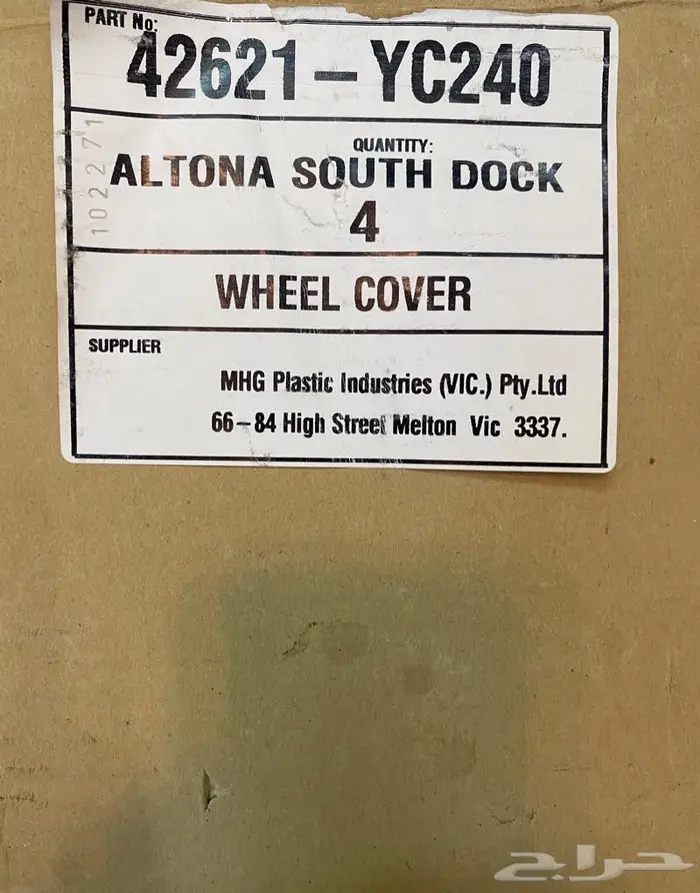 PART No:
42621-YC240
QUANTITY:
ALTONA SOUTH DOCK
4
102271
WHEEL COVER
SUPPLIER
MHG Plastic Industries (VIC.) Pty.Ltd
66-84 High Street Melton Vic 3337.
حراج